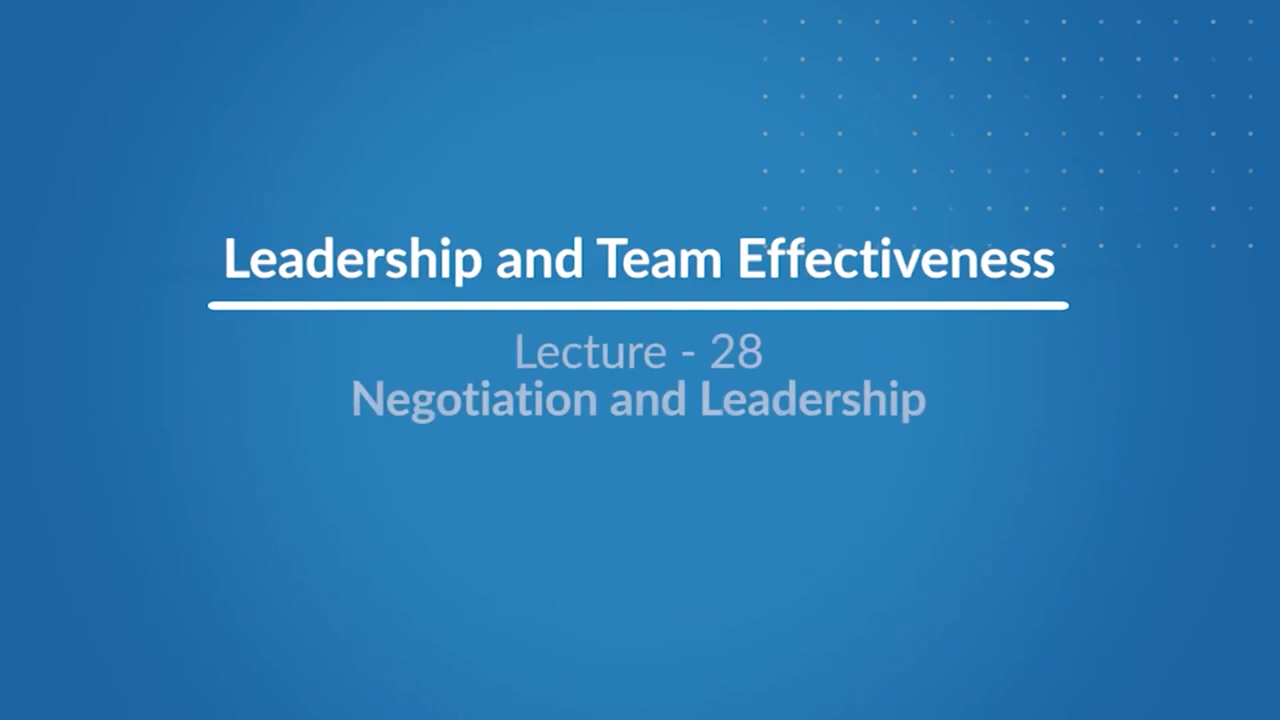 Leadership and Team Effectiveness
Lecture - 28
Negotiation and Leadership